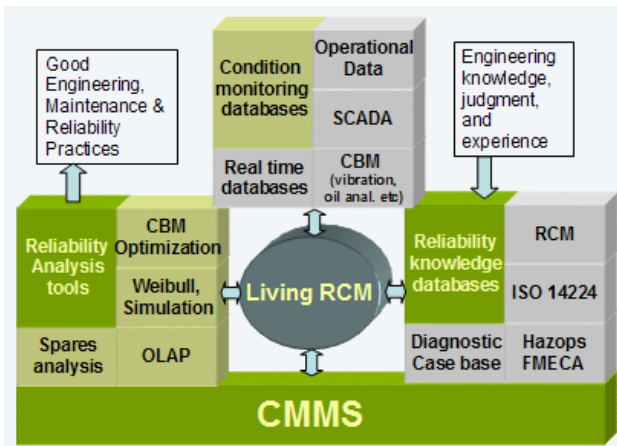 Good
Engineering,
Maintenance &
Reliability
Practices
Condition
monitoring
databases
Operational
Data
SCADA
Real time
databases
CBM
(vibration,
oil anal. etc)
Engineering
knowledge,
judgment,
and
experience
Reliability
Analysis
tools
CBM
Optimization
Weibull,
Simulation
Spares
analysis
OLAP
Living RCM
Reliability
knowledge
databases
RCM
ISO 14224
Diagnostic
Case base
Hazops
FMECA
CMMS